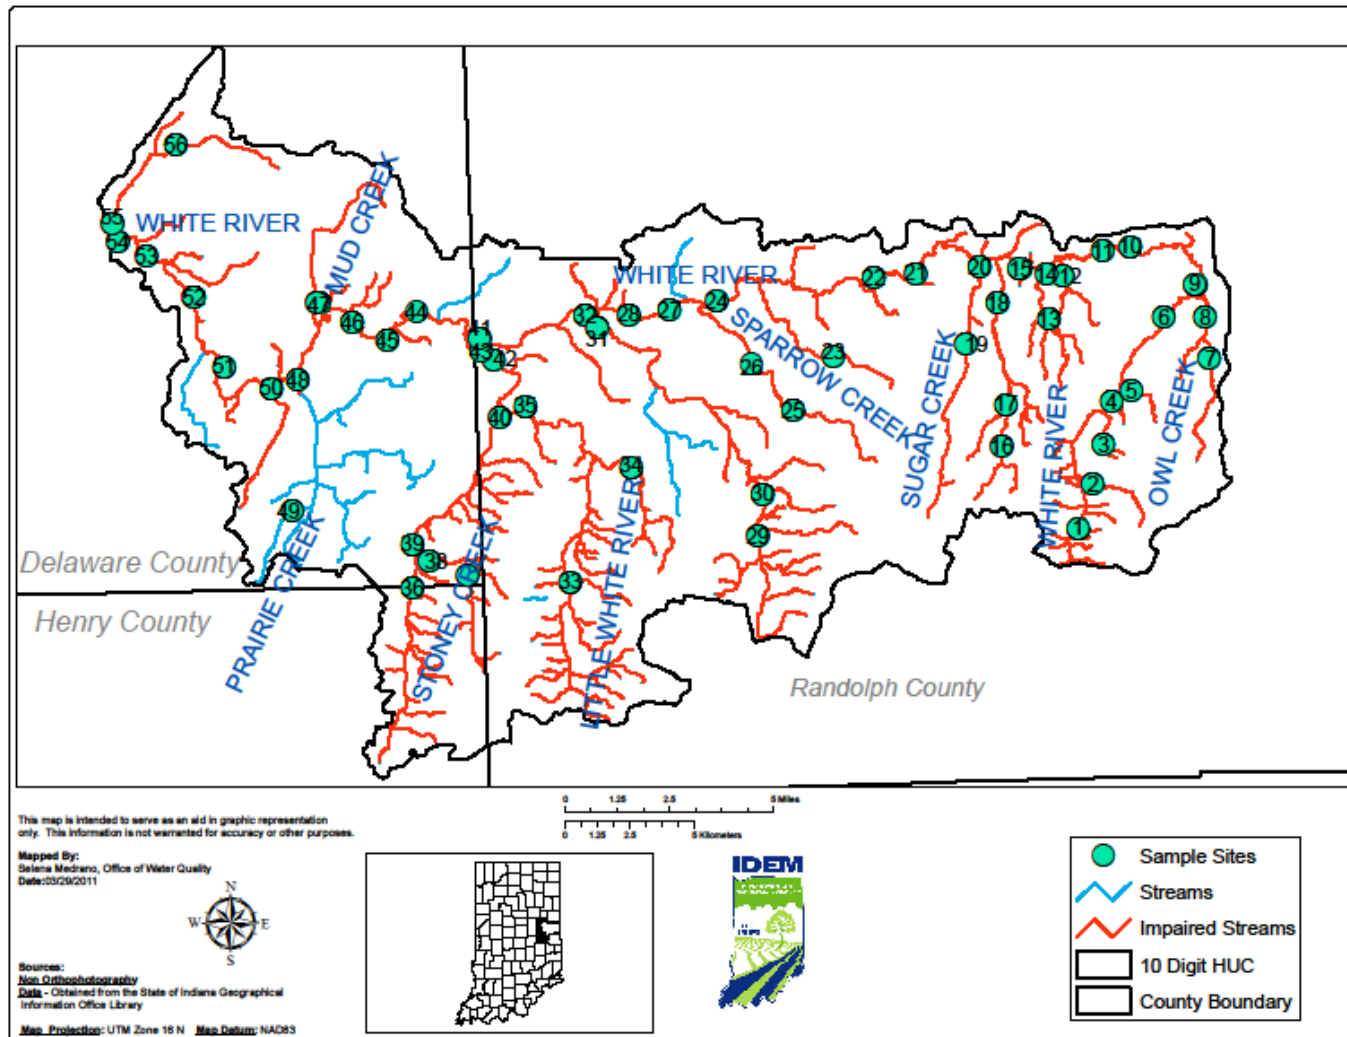 56
MUD CREEK
55
WHITE RIVER
54
53
WHITE RIVER
52
47
46
44
45
41
43
42
32
31
28
27
24
22
21
20
15
14
12
11
10
9
18
13
6
8
SPARROW CREEK
23
19
7
26
51
50
48
25
40
35
17
4
5
16
3
SUGAR CREEK
WHITE RIVER
OWL CREEK
34
30
2
49
1
29
39
38
36
33
Delaware County
Henry County
PRAIRIE CREEK
STONEY CREEK
LITTLE WHITE RIVER
Randolph County
0 1.25 2.5 5 Miles
0 1.25 2.5 5 Kilometers
This map is intended to serve as an aid in graphic representation
only. This information is not warranted for accuracy or other purposes.
Mapped By:
Selena Medrano, Office of Water Quality
Date:03/29/2011
N
W E
S
Sources:
Non Orthophotography
Data - Obtained from the State of Indiana Geographical
Information Office Library
Map Projection: UTM Zone 16 N Map Datum: NAD83
IDEM
Sample Sites
Streams
Impaired Streams
10 Digit HUC
County Boundary